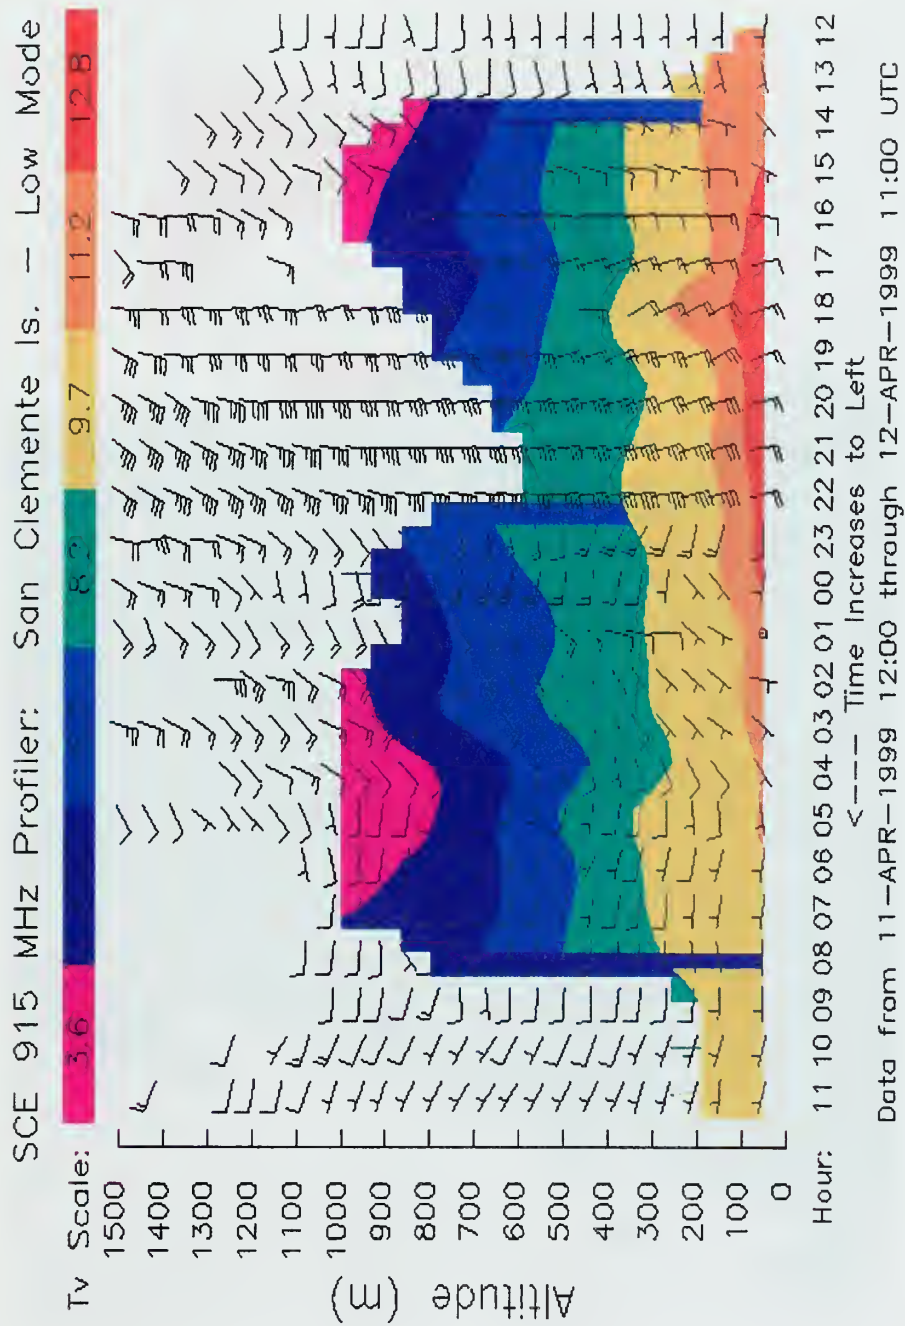 SCE 915 MHz Profiler: San Clemente Is. - Low Mode
Tv Scale: 3.6 8.2 9.7 11.2 12.8
1500
1400
1300
1200
1100
1000
900
800
700
600
500
400
300
200
100
0
Altitude (m)
Hour: 11 10 09 08 07 06 05 04 03 02 01 00 23 22 21 20 19 18 17 16 15 14 13 12
<---- Time Increases to Left
Data from 11-APR-1999 12:00 through 12-APR-1999 11:00 UTC